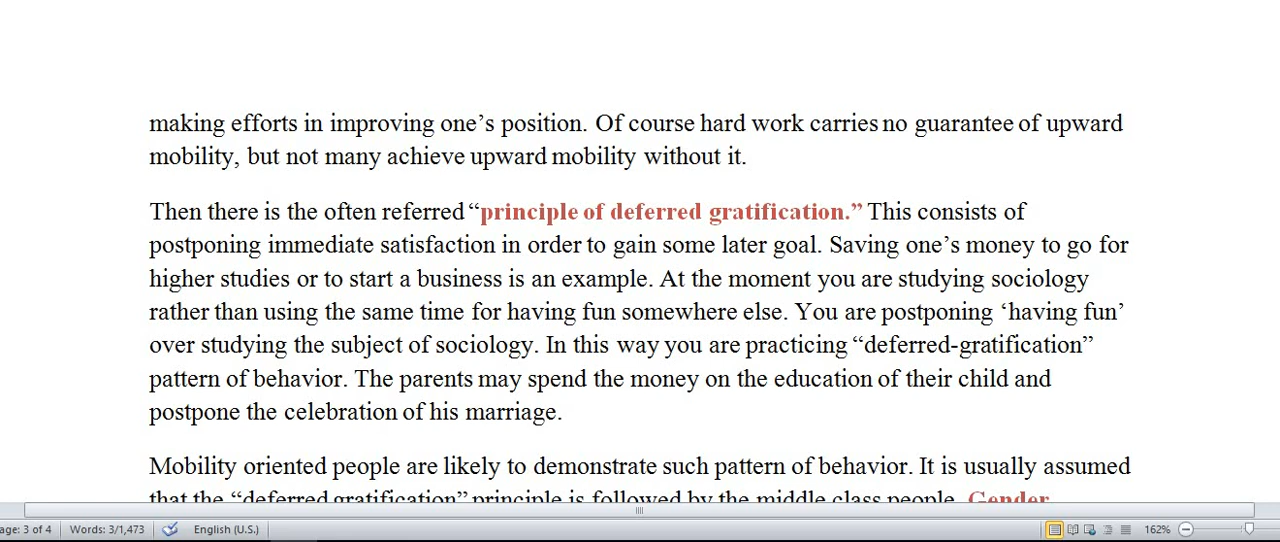 making efforts in improving one’s position. Of course hard work carries no guarantee of upward
mobility, but not many achieve upward mobility without it.
Then there is the often referred “principle of deferred gratification.” This consists of
postponing immediate satisfaction in order to gain some later goal. Saving one’s money to go for
higher studies or to start a business is an example. At the moment you are studying sociology
rather than using the same time for having fun somewhere else. You are postponing ‘having fun’
over studying the subject of sociology. In this way you are practicing “deferred-gratification”
pattern of behavior. The parents may spend the money on the education of their child and
postpone the celebration of his marriage.
Mobility oriented people are likely to demonstrate such pattern of behavior. It is usually assumed
that the “deferred gratification” principle is followed by the middle class people. Gender
age: 3 of 4 Words: 3/1,473 English (U.S.) 162%